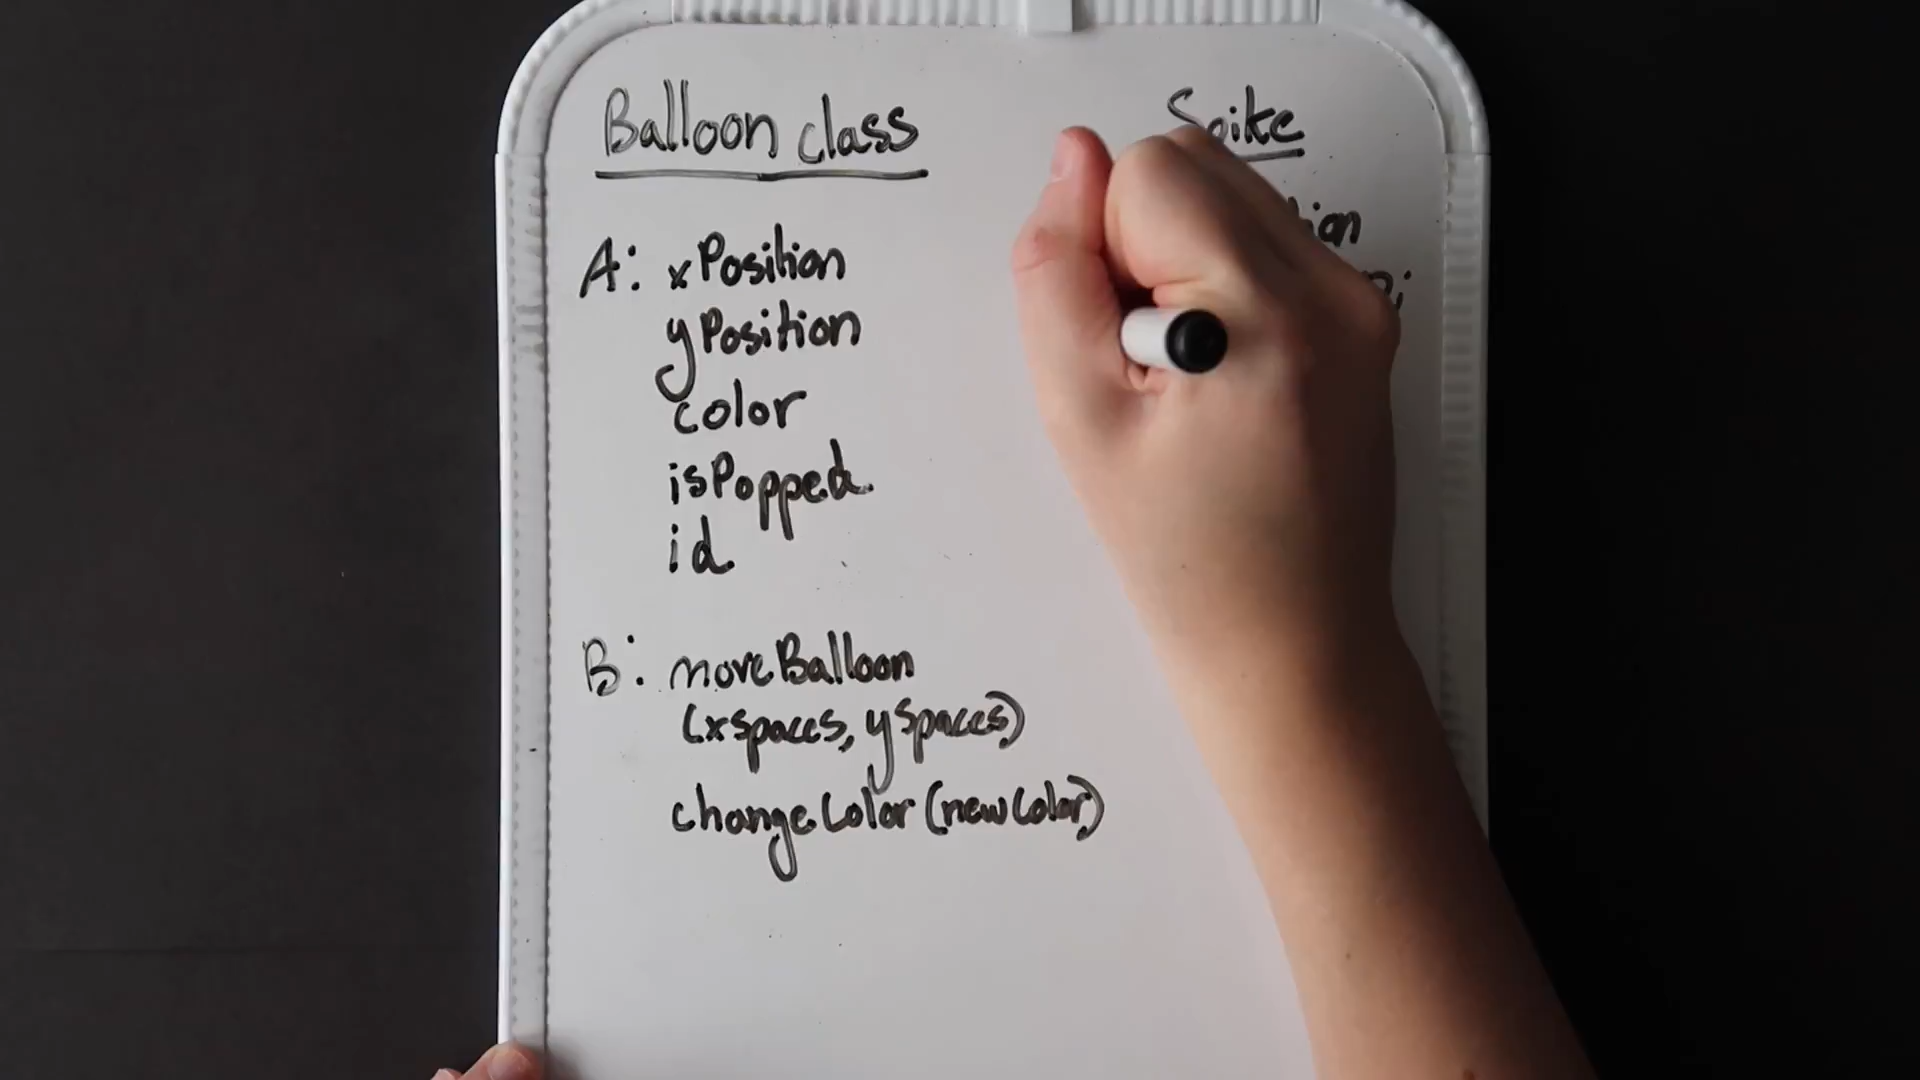 Balloon class
A: xPosition
yPosition
color
isPopped
id
B: moveBalloon
(xspaces, yspaces)
changeColor (newColor)
Spike